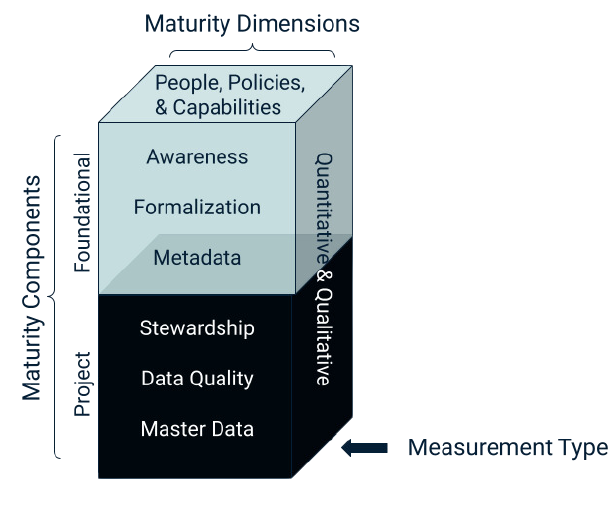 Maturity Dimensions
People, Policies,
& Capabilities
Maturity Components
Foundational
Awareness
Formalization
Metadata
Quantitative & Qualitative
Project
Stewardship
Data Quality
Master Data
Measurement Type